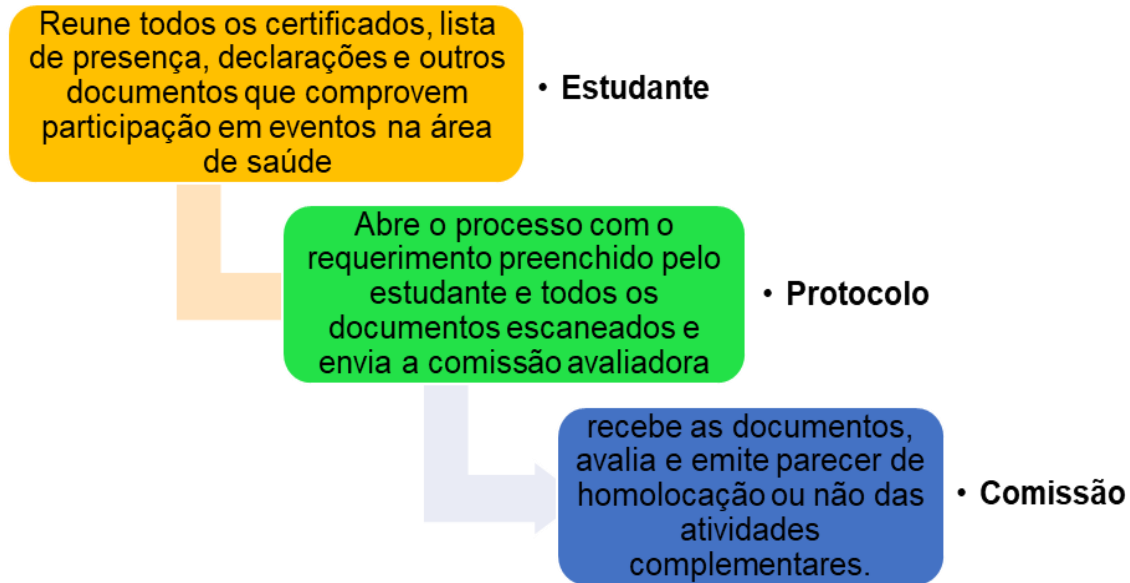 Reune todos os certificados, lista
de presença, declarações e outros
documentos que comprovem
participação em eventos na área
de saúde
• Estudante
Abre o processo com o
requerimento preenchido pelo
estudante e todos os
documentos escaneados e
envia a comissão avaliadora
• Protocolo
recebe as documentos,
avalia e emite parecer de
homolocação ou não das
atividades
complementares.
• Comissão